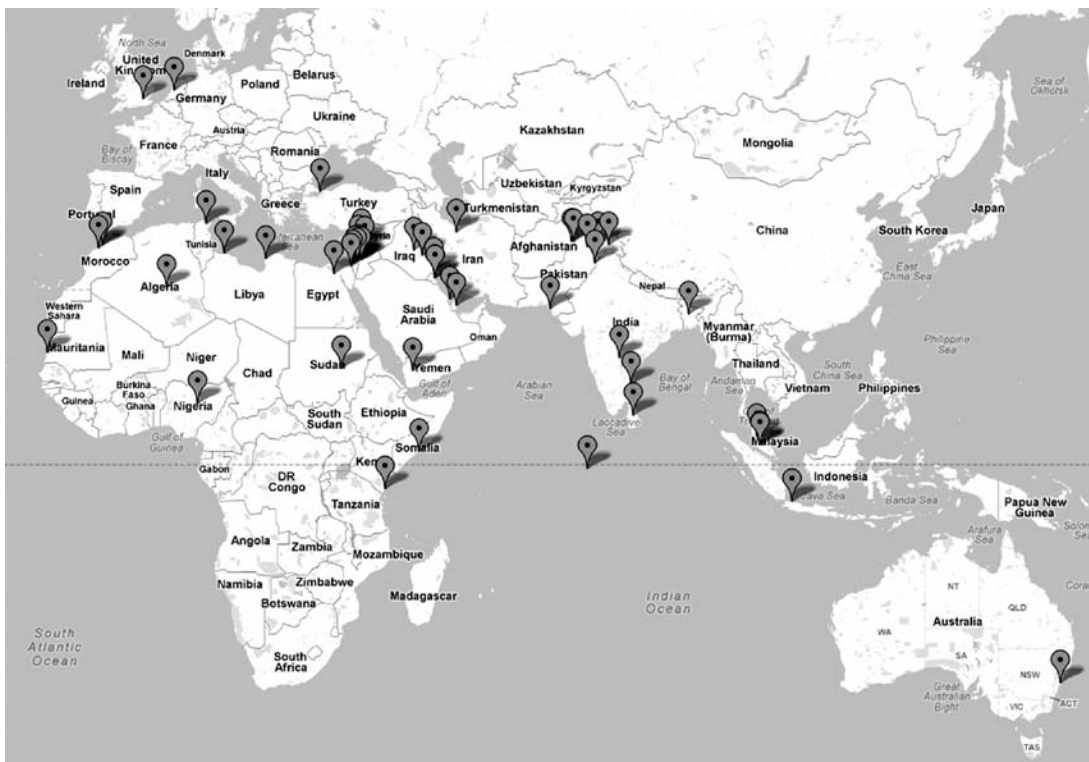 North Sea
Denmark
United
Kingdom
Ireland
Belarus
Poland
Germany
Ukraine
Austria
France
Bay of
Biscay
Romania
Italy
Spain
Portugal
Greece
Turkey
Kazakhstan
Mongolia
Uzbekistan
Kyrgyzstan
Turkmenistan
Sea of
Okhotsk
Japan
South Korea
China
East
China Sea
Tunisia
Morocco
Iraq
Iran
Afghanistan
Pakistan
Nepal
Algeria
Libya
Egypt
Western
Sahara
Saudi
Arabia
Oman
India
Myanmar
(Burma)
Mauritania
Mali
Niger
Chad
Sudan
Yemen
Gulf of
Aden
Arabian
Sea
Bay of
Bengal
Thailand
Andaman
Sea
South
China Sea
Vietnam
Philippines
Philippine
Sea
Burkina
Faso
Guinea
Ghana
Nigeria
Gulf of
Guinea
South
Sudan
Ethiopia
Somalia
Laccadive
Sea
Malaysia
Gabon
DR
Congo
Tanzania
Indonesia
Java Sea
Banda Sea
Papua New
Guinea
Arafura
Sea
Angola
Zambia
Mozambique
Namibia
Zimbabwe
Botswana
Madagascar
South
Africa
South
Atlantic
Ocean
Indian
Ocean
NT
QLD
WA
Australia
SA
NSW
Great
Australian
Bight
VIC
ACT
TAS